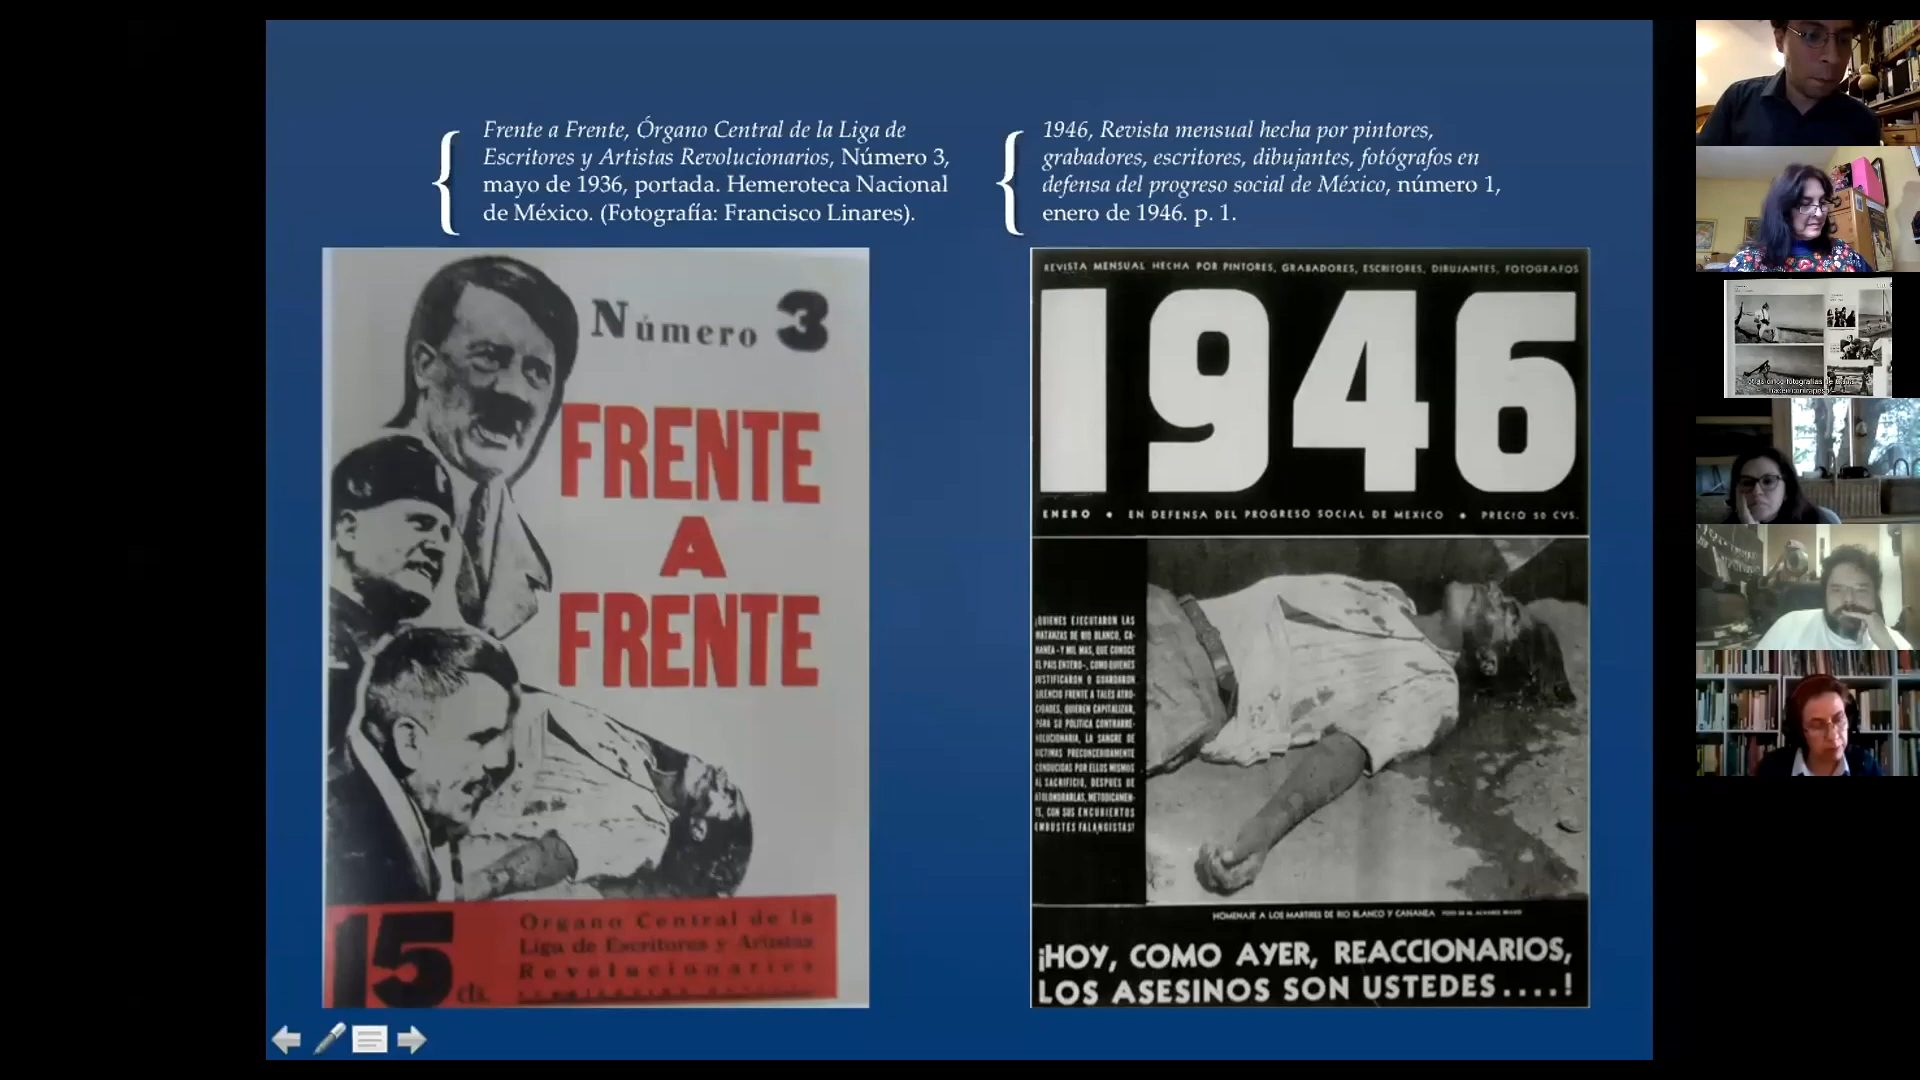 Frente a Frente, Órgano Central de la Liga de
Escritores y Artistas Revolucionarios, Número 3,
mayo de 1936, portada. Hemeroteca Nacional
de México. (Fotografía: Francisco Linares).
1946, Revista mensual hecha por pintores,
grabadores, escritores, dibujantes, fotógrafos en
defensa del progreso social de México, número 1,
enero de 1946. p. 1.
Número 3
FRENTE
A
FRENTE
15 cts.
Organo Central de la
Liga de Escritores y Artistas
Revolucionarios
REVISTA MENSUAL HECHA POR PINTORES, GRABADORES, ESCRITORES, DIBUJANTES, FOTOGRAFOS
1946
ENERO • EN DEFENSA DEL PROGRESO SOCIAL DE MEXICO • PRECIO 50 CVS.
¡QUIENES EJECUTARON LAS
MATANZAS DE RIO BLANCO, CA-
NANEA -Y MIL MAS, QUE CONOCE
EL PAIS ENTERO-, COMO QUIENES
JUSTIFICARON O GUARDARON
SILENCIO FRENTE A TALES ATRO-
CIDADES, QUIEREN CAPITALIZAR,
PARA SU POLITICA CONTRARRE-
VOLUCIONARIA, LA SANGRE DE
VICTIMAS PRECONCEBIDAMENTE
CONDUCIDAS POR ELLOS MISMOS
AL SACRIFICIO, DESPUES DE
ATOLONDRARLAS, METODICAMEN-
TE, CON SUS ENCUBIERTOS
EMBUSTES FALANGISTAS!
HOMENAJE A LOS MARTIRES DE RIO BLANCO Y CANANEA
¡HOY, COMO AYER, REACCIONARIOS,
LOS ASESINOS SON USTEDES....!